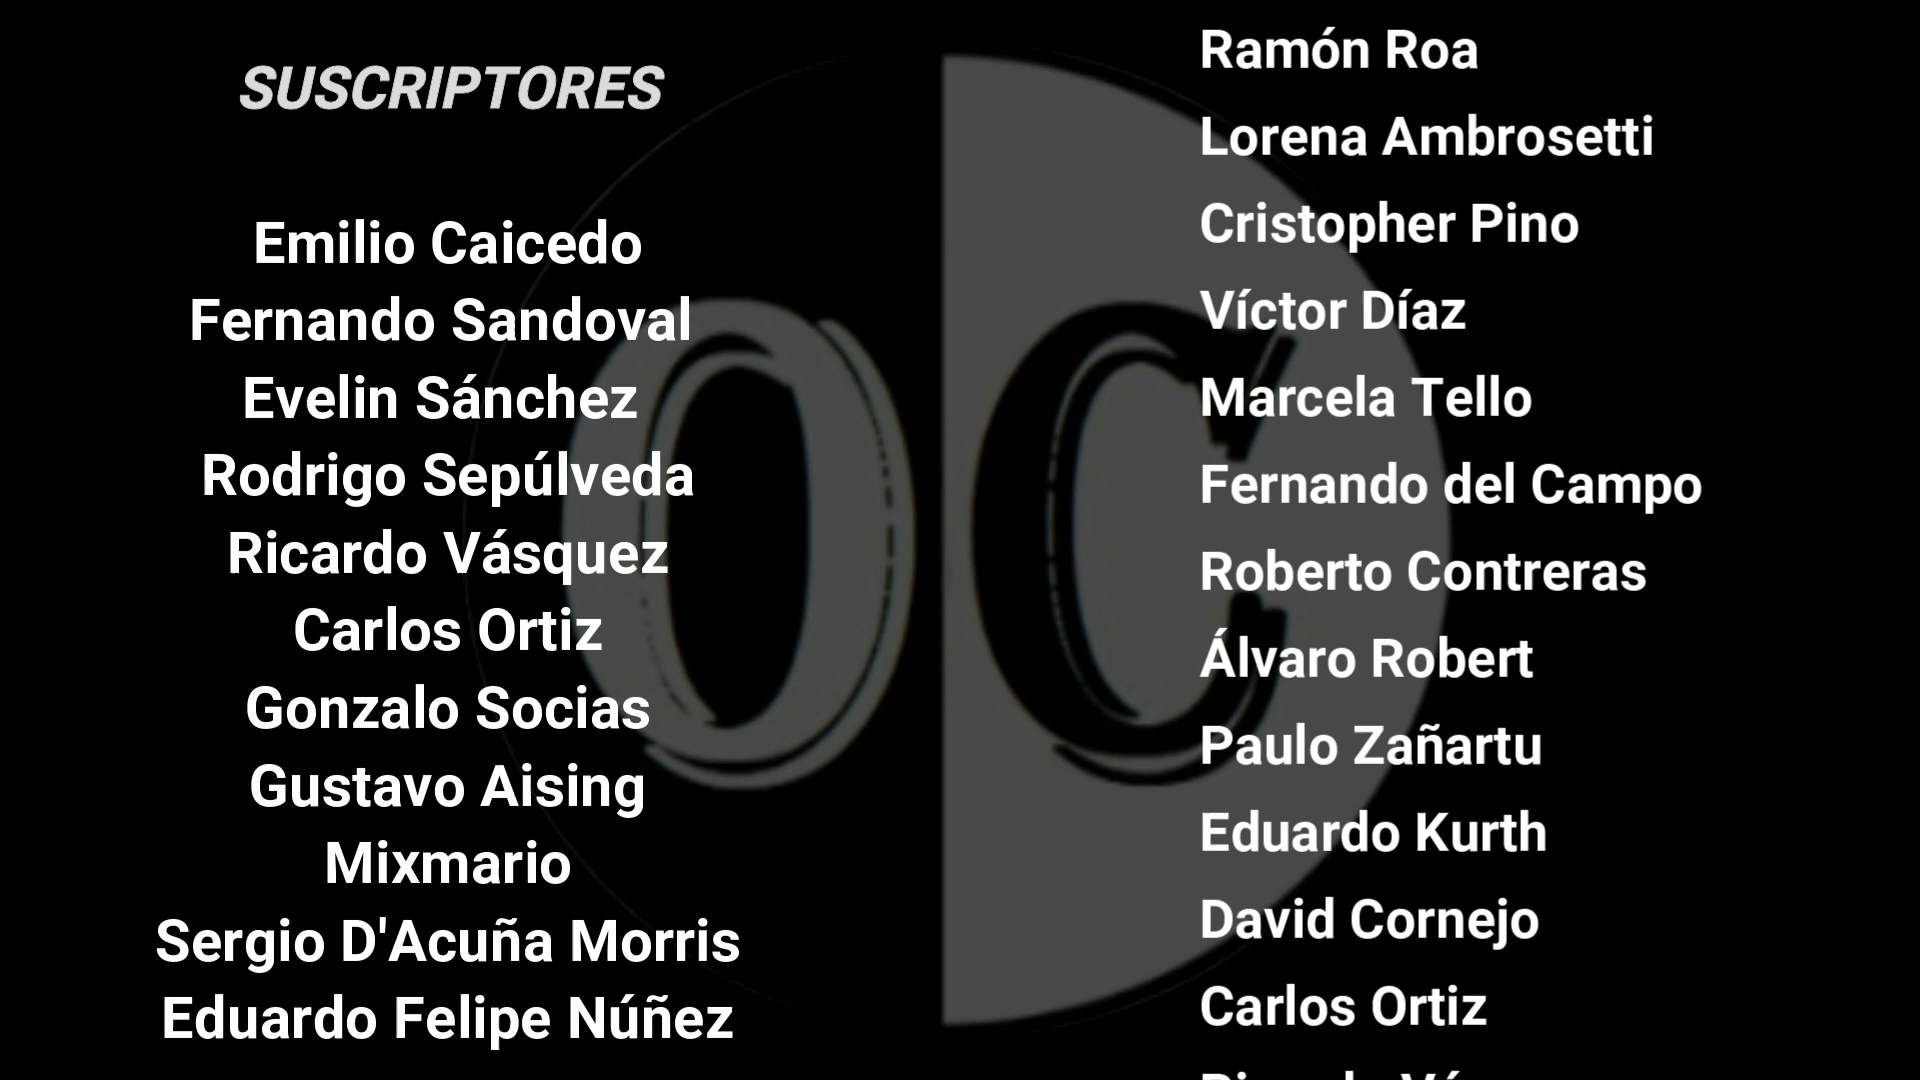 SUSCRIPTORES
Emilio Caicedo
Fernando Sandoval
Evelin Sánchez
Rodrigo Sepúlveda
Ricardo Vásquez
Carlos Ortiz
Gonzalo Socias
Gustavo Aising
Mixmario
Sergio D'Acuña Morris
Eduardo Felipe Núñez
OC
Ramón Roa
Lorena Ambrosetti
Cristopher Pino
Víctor Díaz
Marcela Tello
Fernando del Campo
Roberto Contreras
Álvaro Robert
Paulo Zañartu
Eduardo Kurth
David Cornejo
Carlos Ortiz